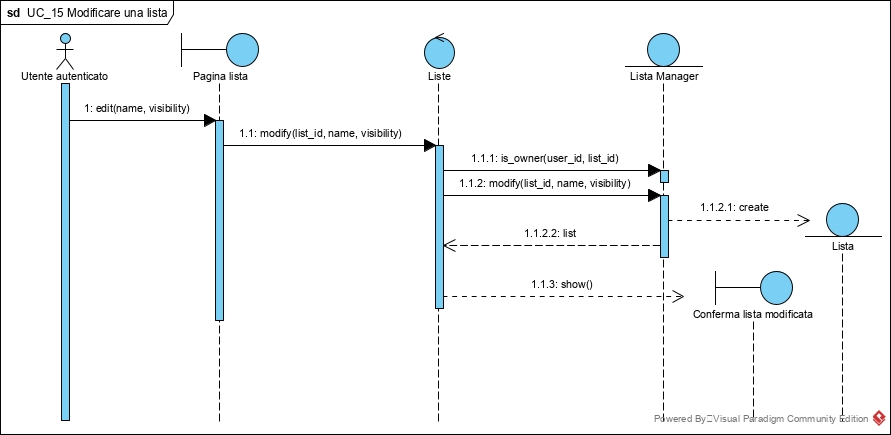 sd UC_15 Modificare una lista
Utente autenticato
Pagina lista
Liste
Lista Manager
1: edit(name, visibility)
1.1: modify(list_id, name, visibility)
1.1.1: is_owner(user_id, list_id)
1.1.2: modify(list_id, name, visibility)
1.1.2.1: create
1.1.2.2: list
Lista
1.1.3: show()
Conferma lista modificata
Powered By Visual Paradigm Community Edition